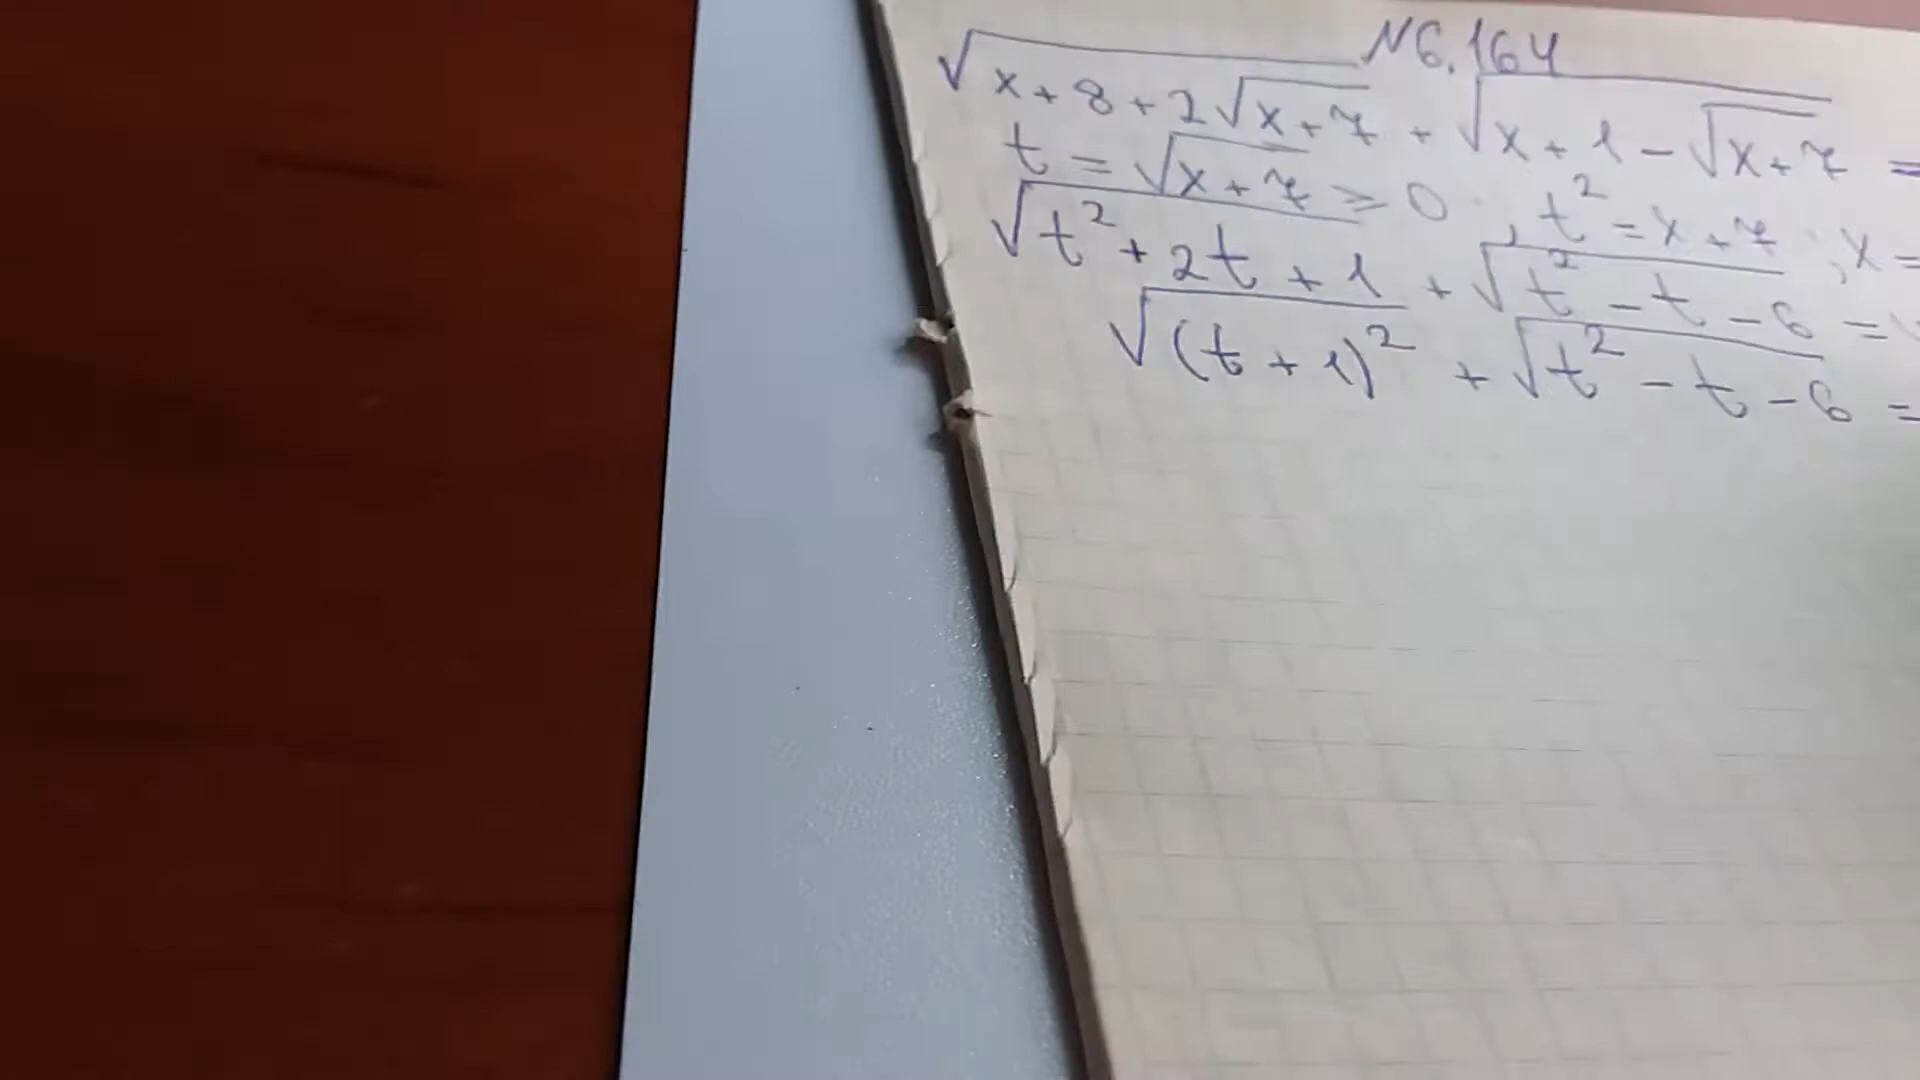 N6.164
√(x+8+2√(x+7)) + √(x+1-√(x+7)) =
t = √(x+7) ≥ 0 , t² = x+7 ; x =
√(t²+2t+1) + √(t²-t-6) =
√((t+1)²) + √(t²-t-6) =